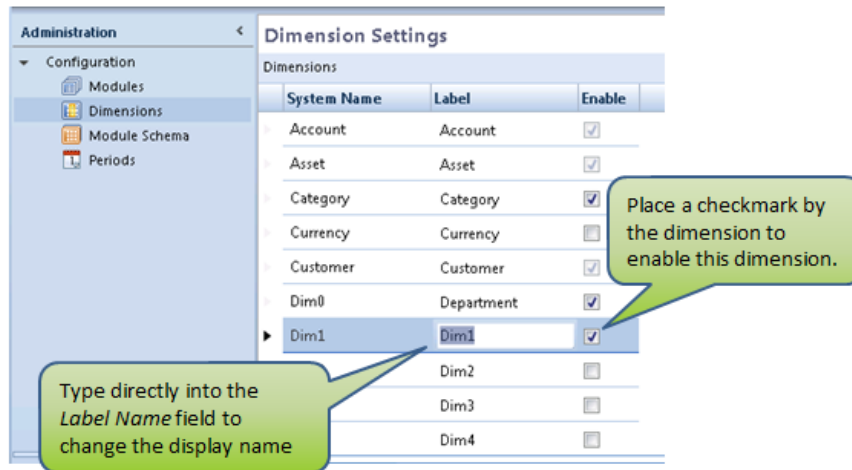 Administration
Configuration
Modules
Dimensions
Module Schema
Periods
Dimension Settings
Dimensions
System Name Label Enable
Account Account
Asset Asset
Category Category
Currency Currency
Customer Customer
Dim0 Department
Dim1 Dim1
Dim2
Dim3
Dim4
Place a checkmark by
the dimension to
enable this dimension.
Type directly into the
Label Name field to
change the display name